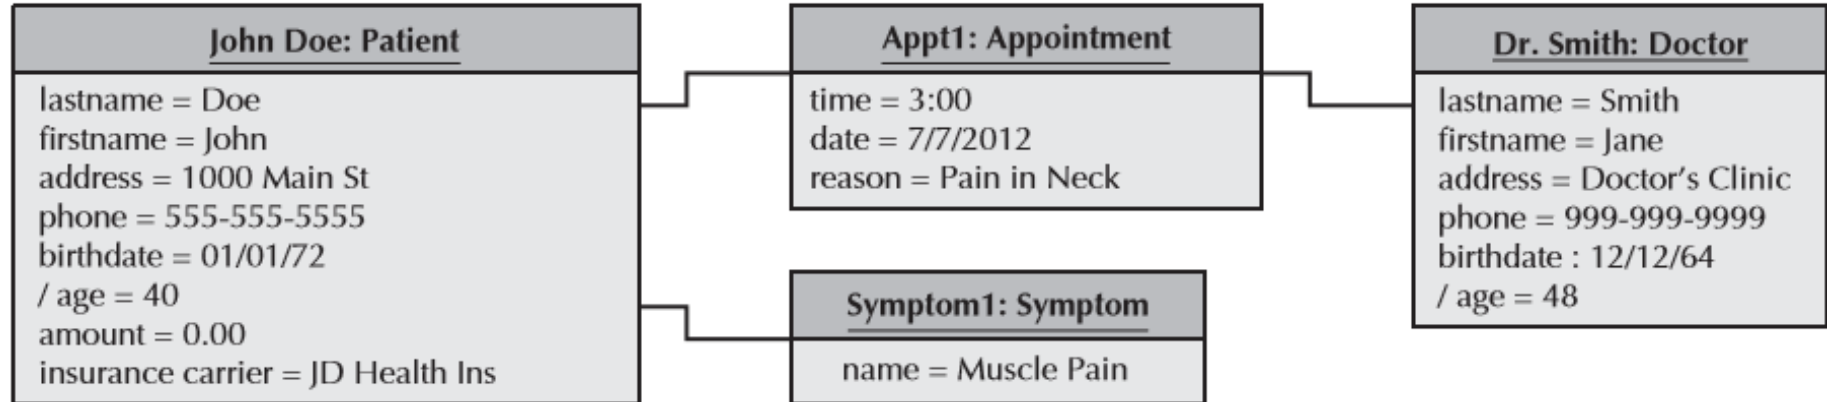 John Doe: Patient
lastname = Doe
firstname = John
address = 1000 Main St
phone = 555-555-5555
birthdate = 01/01/72
/ age = 40
amount = 0.00
insurance carrier = JD Health Ins
Appt1: Appointment
time = 3:00
date = 7/7/2012
reason = Pain in Neck
Symptom1: Symptom
name = Muscle Pain
Dr. Smith: Doctor
lastname = Smith
firstname = Jane
address = Doctor’s Clinic
phone = 999-999-9999
birthdate : 12/12/64
/ age = 48